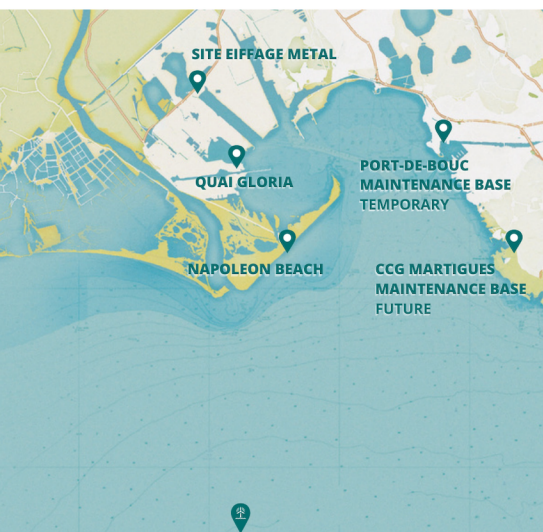 SITE EIFFAGE METAL
QUAI GLORIA
PORT-DE-BOUC
MAINTENANCE BASE
TEMPORARY
NAPOLEON BEACH
CCG MARTIGUES
MAINTENANCE BASE
FUTURE